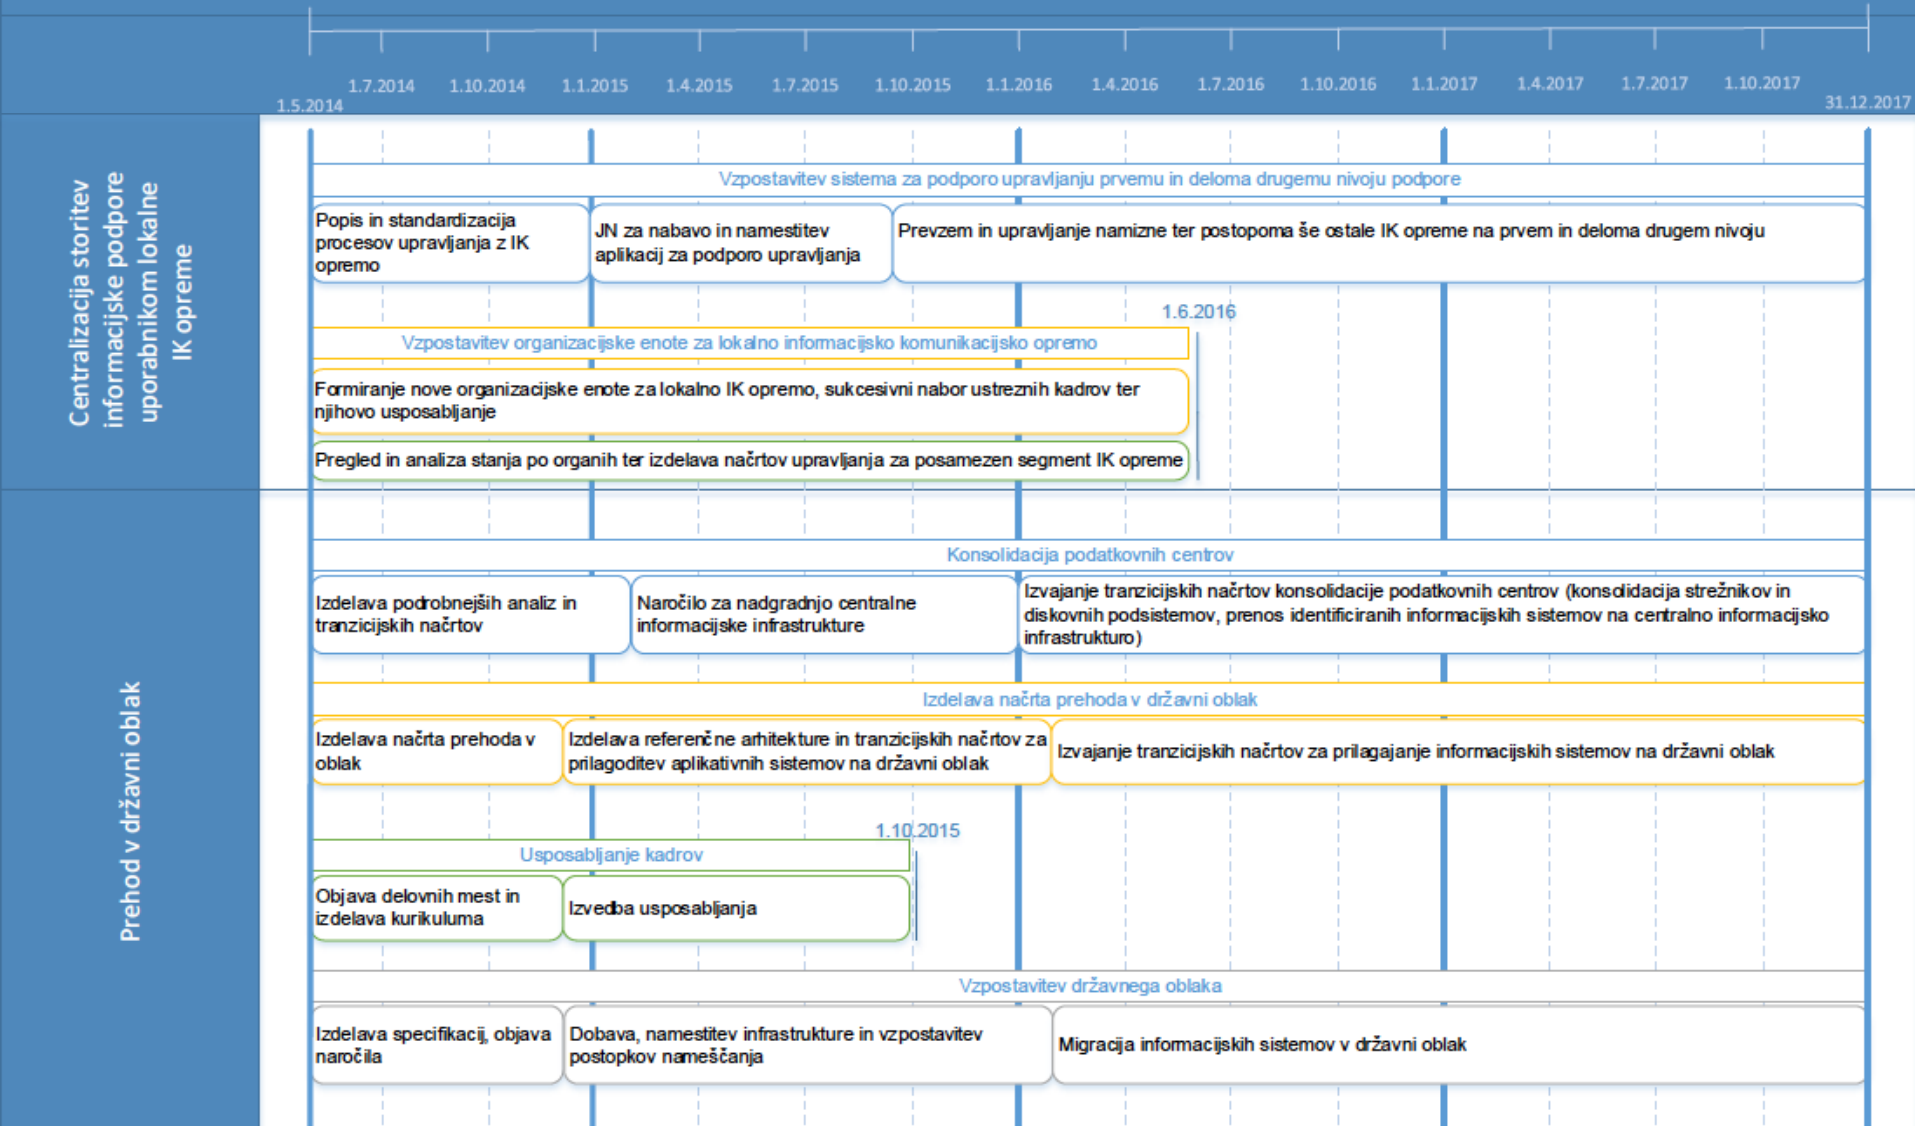 1.7.2014 1.10.2014 1.1.2015 1.4.2015 1.7.2015 1.10.2015 1.1.2016 1.4.2016 1.7.2016 1.10.2016 1.1.2017 1.4.2017 1.7.2017 1.10.2017
1.5.2014 31.12.2017
Centralizacija storitev
informacijske podpore
uporabnikom lokalne
IK opreme
Vzpostavitev sistema za podporo upravljanju prvemu in deloma drugemu nivoju podpore
Popis in standardizacija
procesov upravljanja z IK
opremo
JN za nabavo in namestitev
aplikacij za podporo upravljanja
Prevzem in upravljanje namizne ter postopoma še ostale IK opreme na prvem in deloma drugem nivoju
1.6.2016
Vzpostavitev organizacijske enote za lokalno informacijsko komunikacijsko opremo
Formiranje nove organizacijske enote za lokalno IK opremo, sukcesivni nabor ustreznih kadrov ter
njihovo usposabljanje
Pregled in analiza stanja po organih ter izdelava načrtov upravljanja za posamezen segment IK opreme
Prehod v državni oblak
Konsolidacija podatkovnih centrov
Izdelava podrobnejših analiz in
tranzicijskih načrtov
Naročilo za nadgradnjo centralne
informacijske infrastrukture
Izvajanje tranzicijskih načrtov konsolidacije podatkovnih centrov (konsolidacija strežnikov in
diskovnih podsistemov, prenos identificiranih informacijskih sistemov na centralno informacijsko
infrastrukturo)
Izdelava načrta prehoda v državni oblak
Izdelava načrta prehoda v
oblak
Izdelava referenčne arhitekture in tranzicijskih načrtov za
prilagoditev aplikativnih sistemov na državni oblak
Izvajanje tranzicijskih načrtov za prilagajanje informacijskih sistemov na državni oblak
1.10.2015
Usposabljanje kadrov
Objava delovnih mest in
izdelava kurikuluma
Izvedba usposabljanja
Vzpostavitev državnega oblaka
Izdelava specifikacij, objava
naročila
Dobava, namestitev infrastrukture in vzpostavitev
postopkov nameščanja
Migracija informacijskih sistemov v državni oblak